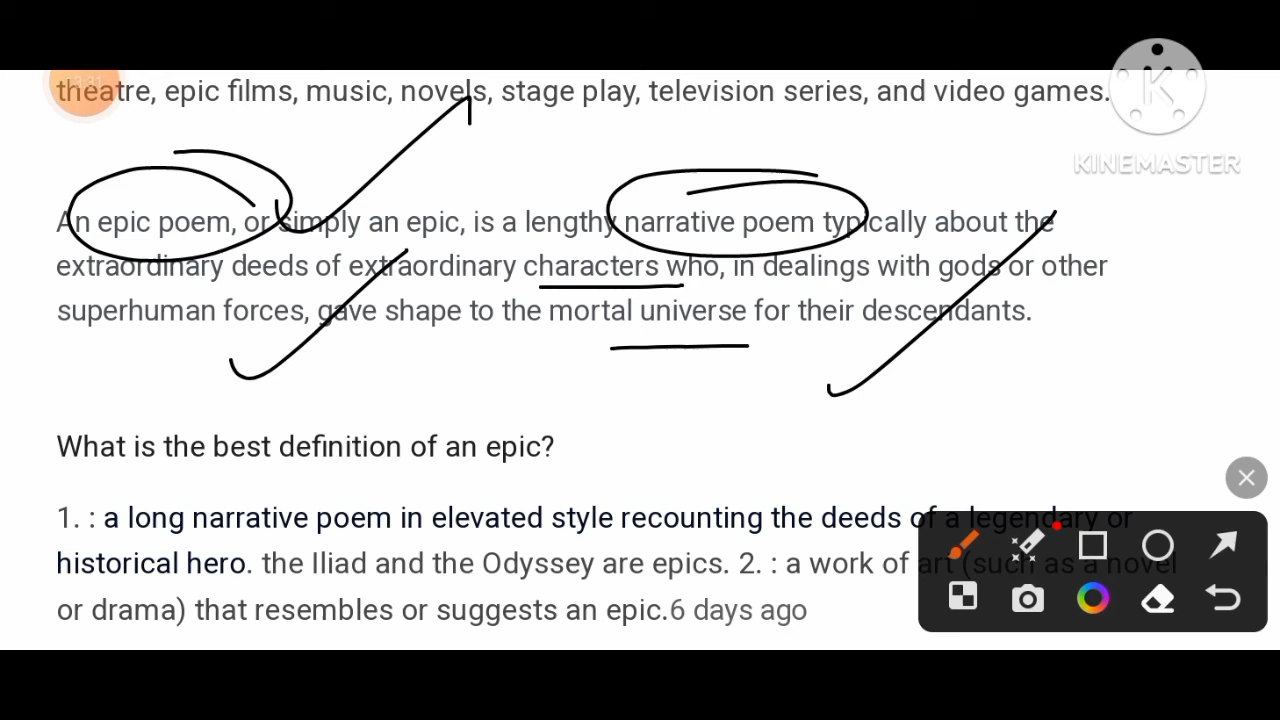 13:31
theatre, epic films, music, novels, stage play, television series, and video games.
KINEMASTER
An epic poem, or simply an epic, is a lengthy narrative poem typically about the
extraordinary deeds of extraordinary characters who, in dealings with gods or other
superhuman forces, gave shape to the mortal universe for their descendants.
What is the best definition of an epic?
1. : a long narrative poem in elevated style recounting the deeds of a legendary or
historical hero. the Iliad and the Odyssey are epics. 2. : a work of art (such as a novel
or drama) that resembles or suggests an epic.6 days ago